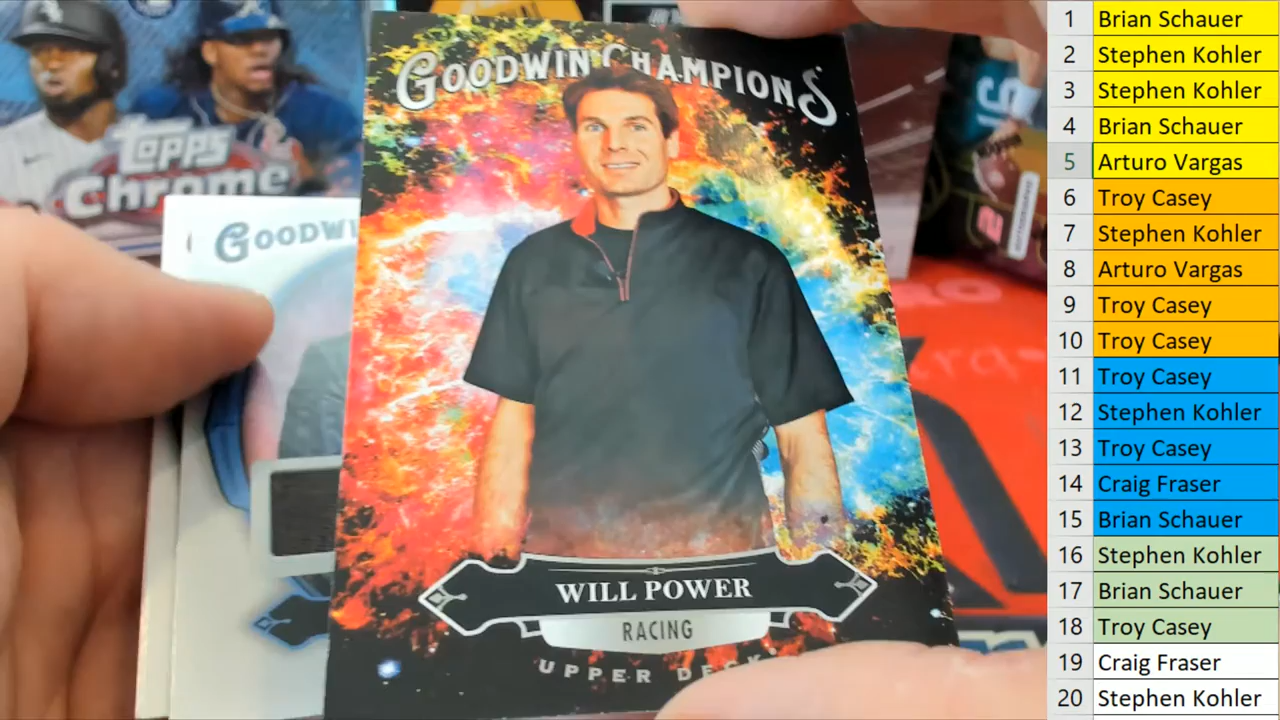 GOODWIN CHAMPIONS
Topps
Chrome
GOODWI
WILL POWER
RACING
UPPER DECK
1 Brian Schauer
2 Stephen Kohler
3 Stephen Kohler
4 Brian Schauer
5 Arturo Vargas
6 Troy Casey
7 Stephen Kohler
8 Arturo Vargas
9 Troy Casey
10 Troy Casey
11 Troy Casey
12 Stephen Kohler
13 Troy Casey
14 Craig Fraser
15 Brian Schauer
16 Stephen Kohler
17 Brian Schauer
18 Troy Casey
19 Craig Fraser
20 Stephen Kohler